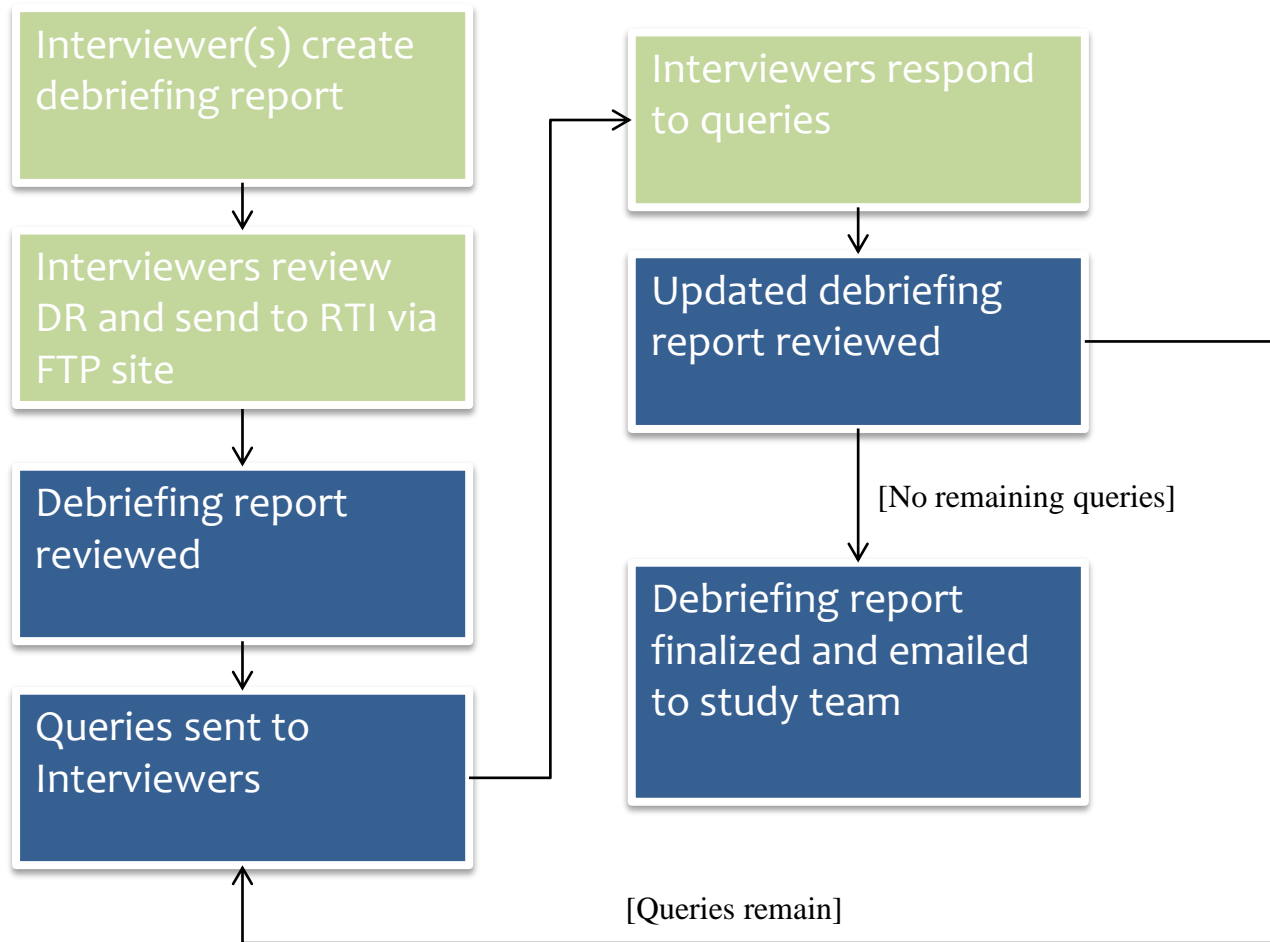 Interviewer(s) create
debriefing report
Interviewers review
DR and send to RTI via
FTP site
Debriefing report
reviewed
Queries sent to
Interviewers
Interviewers respond
to queries
Updated debriefing
report reviewed
[No remaining queries]
Debriefing report
finalized and emailed
to study team
[Queries remain]